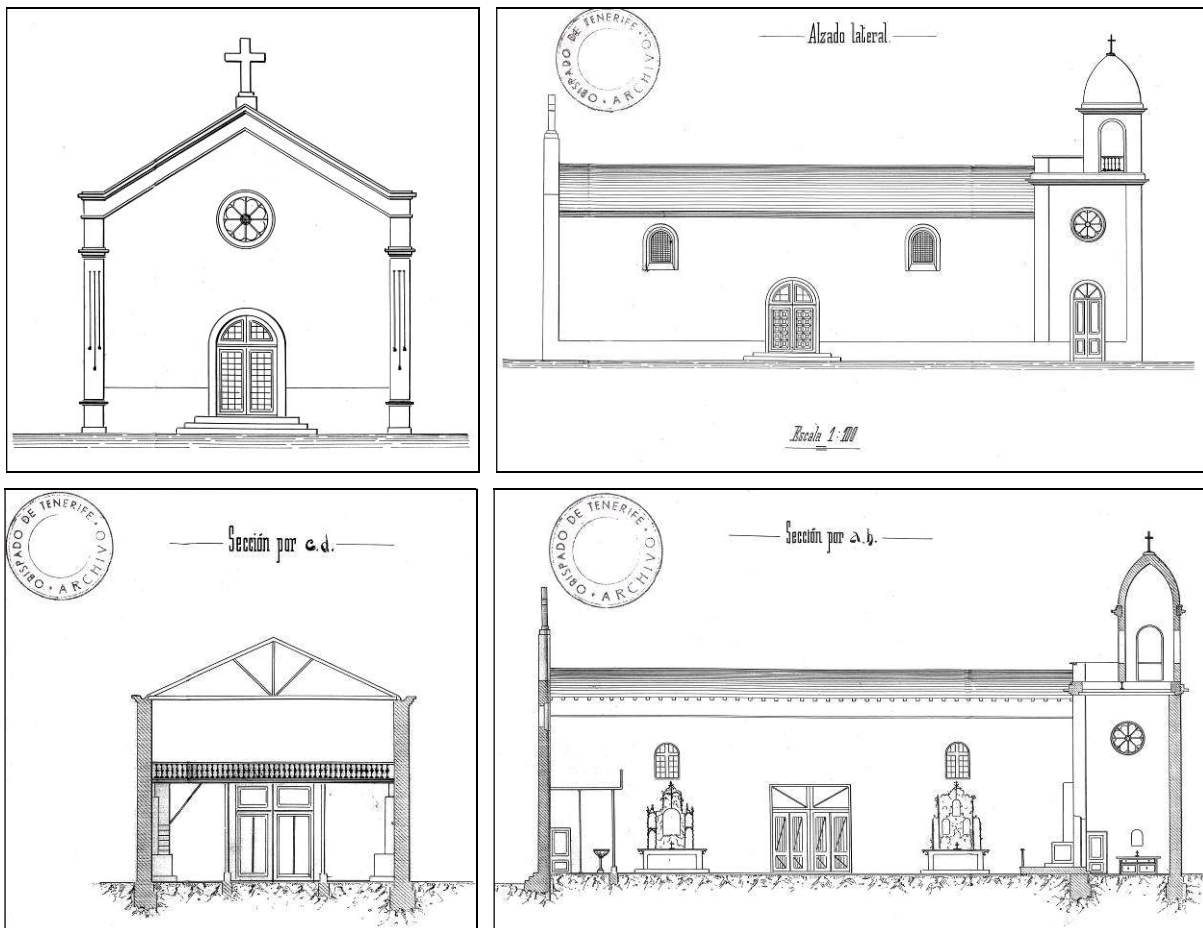 OBISPADO DE TENERIFE · ARCHIVO ·
Alzado lateral.
Escala 1:100
OBISPADO DE TENERIFE · ARCHIVO ·
Sección por c.d.
OBISPADO DE TENERIFE · ARCHIVO ·
Sección por a.b.